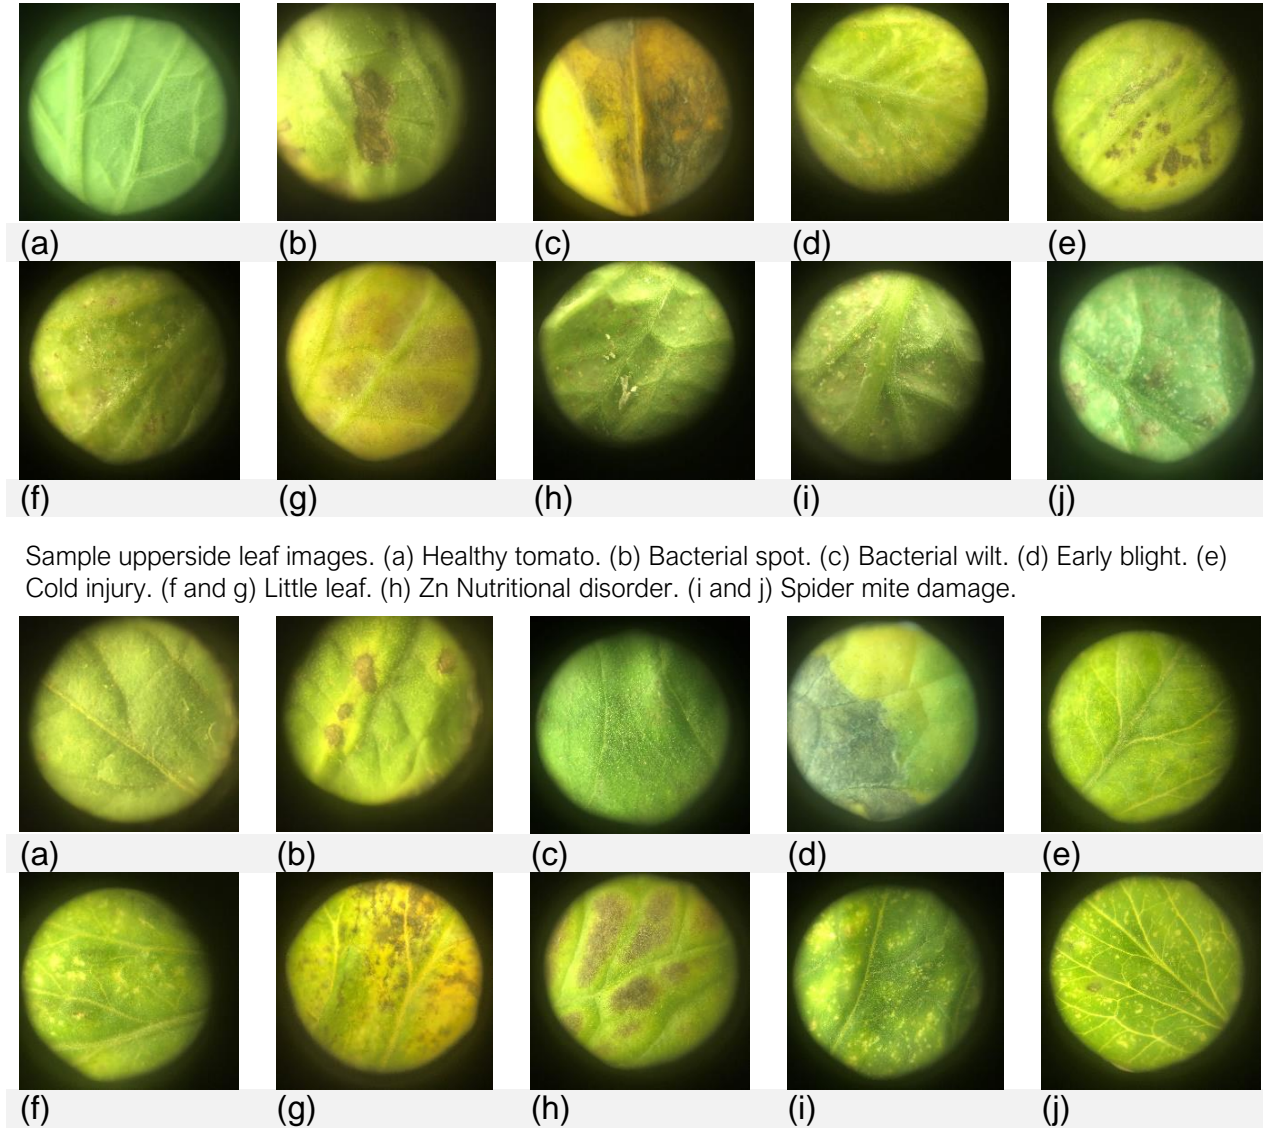 (a) (b) (c) (d) (e)
(f) (g) (h) (i) (j)
Sample upperside leaf images. (a) Healthy tomato. (b) Bacterial spot. (c) Bacterial wilt. (d) Early blight. (e)
Cold injury. (f and g) Little leaf. (h) Zn Nutritional disorder. (i and j) Spider mite damage.
(a) (b) (c) (d) (e)
(f) (g) (h) (i) (j)